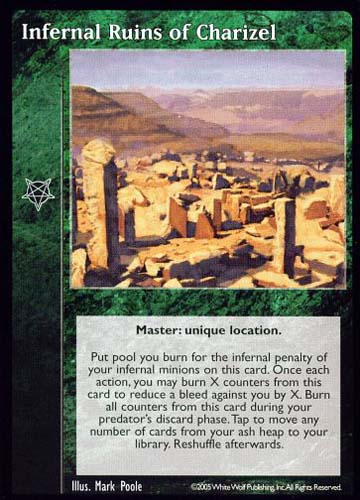 Infernal Ruins of Charizel
Master: unique location.
Put pool you burn for the infernal penalty of
your infernal minions on this card. Once each
action, you may burn X counters from this
card to reduce a bleed against you by X. Burn
all counters from this card during your
predator's discard phase. Tap to move any
number of cards from your ash heap to your
library. Reshuffle afterwards.
Illus. Mark Poole
©2005 White Wolf Publishing, Inc. All Rights Reserved.